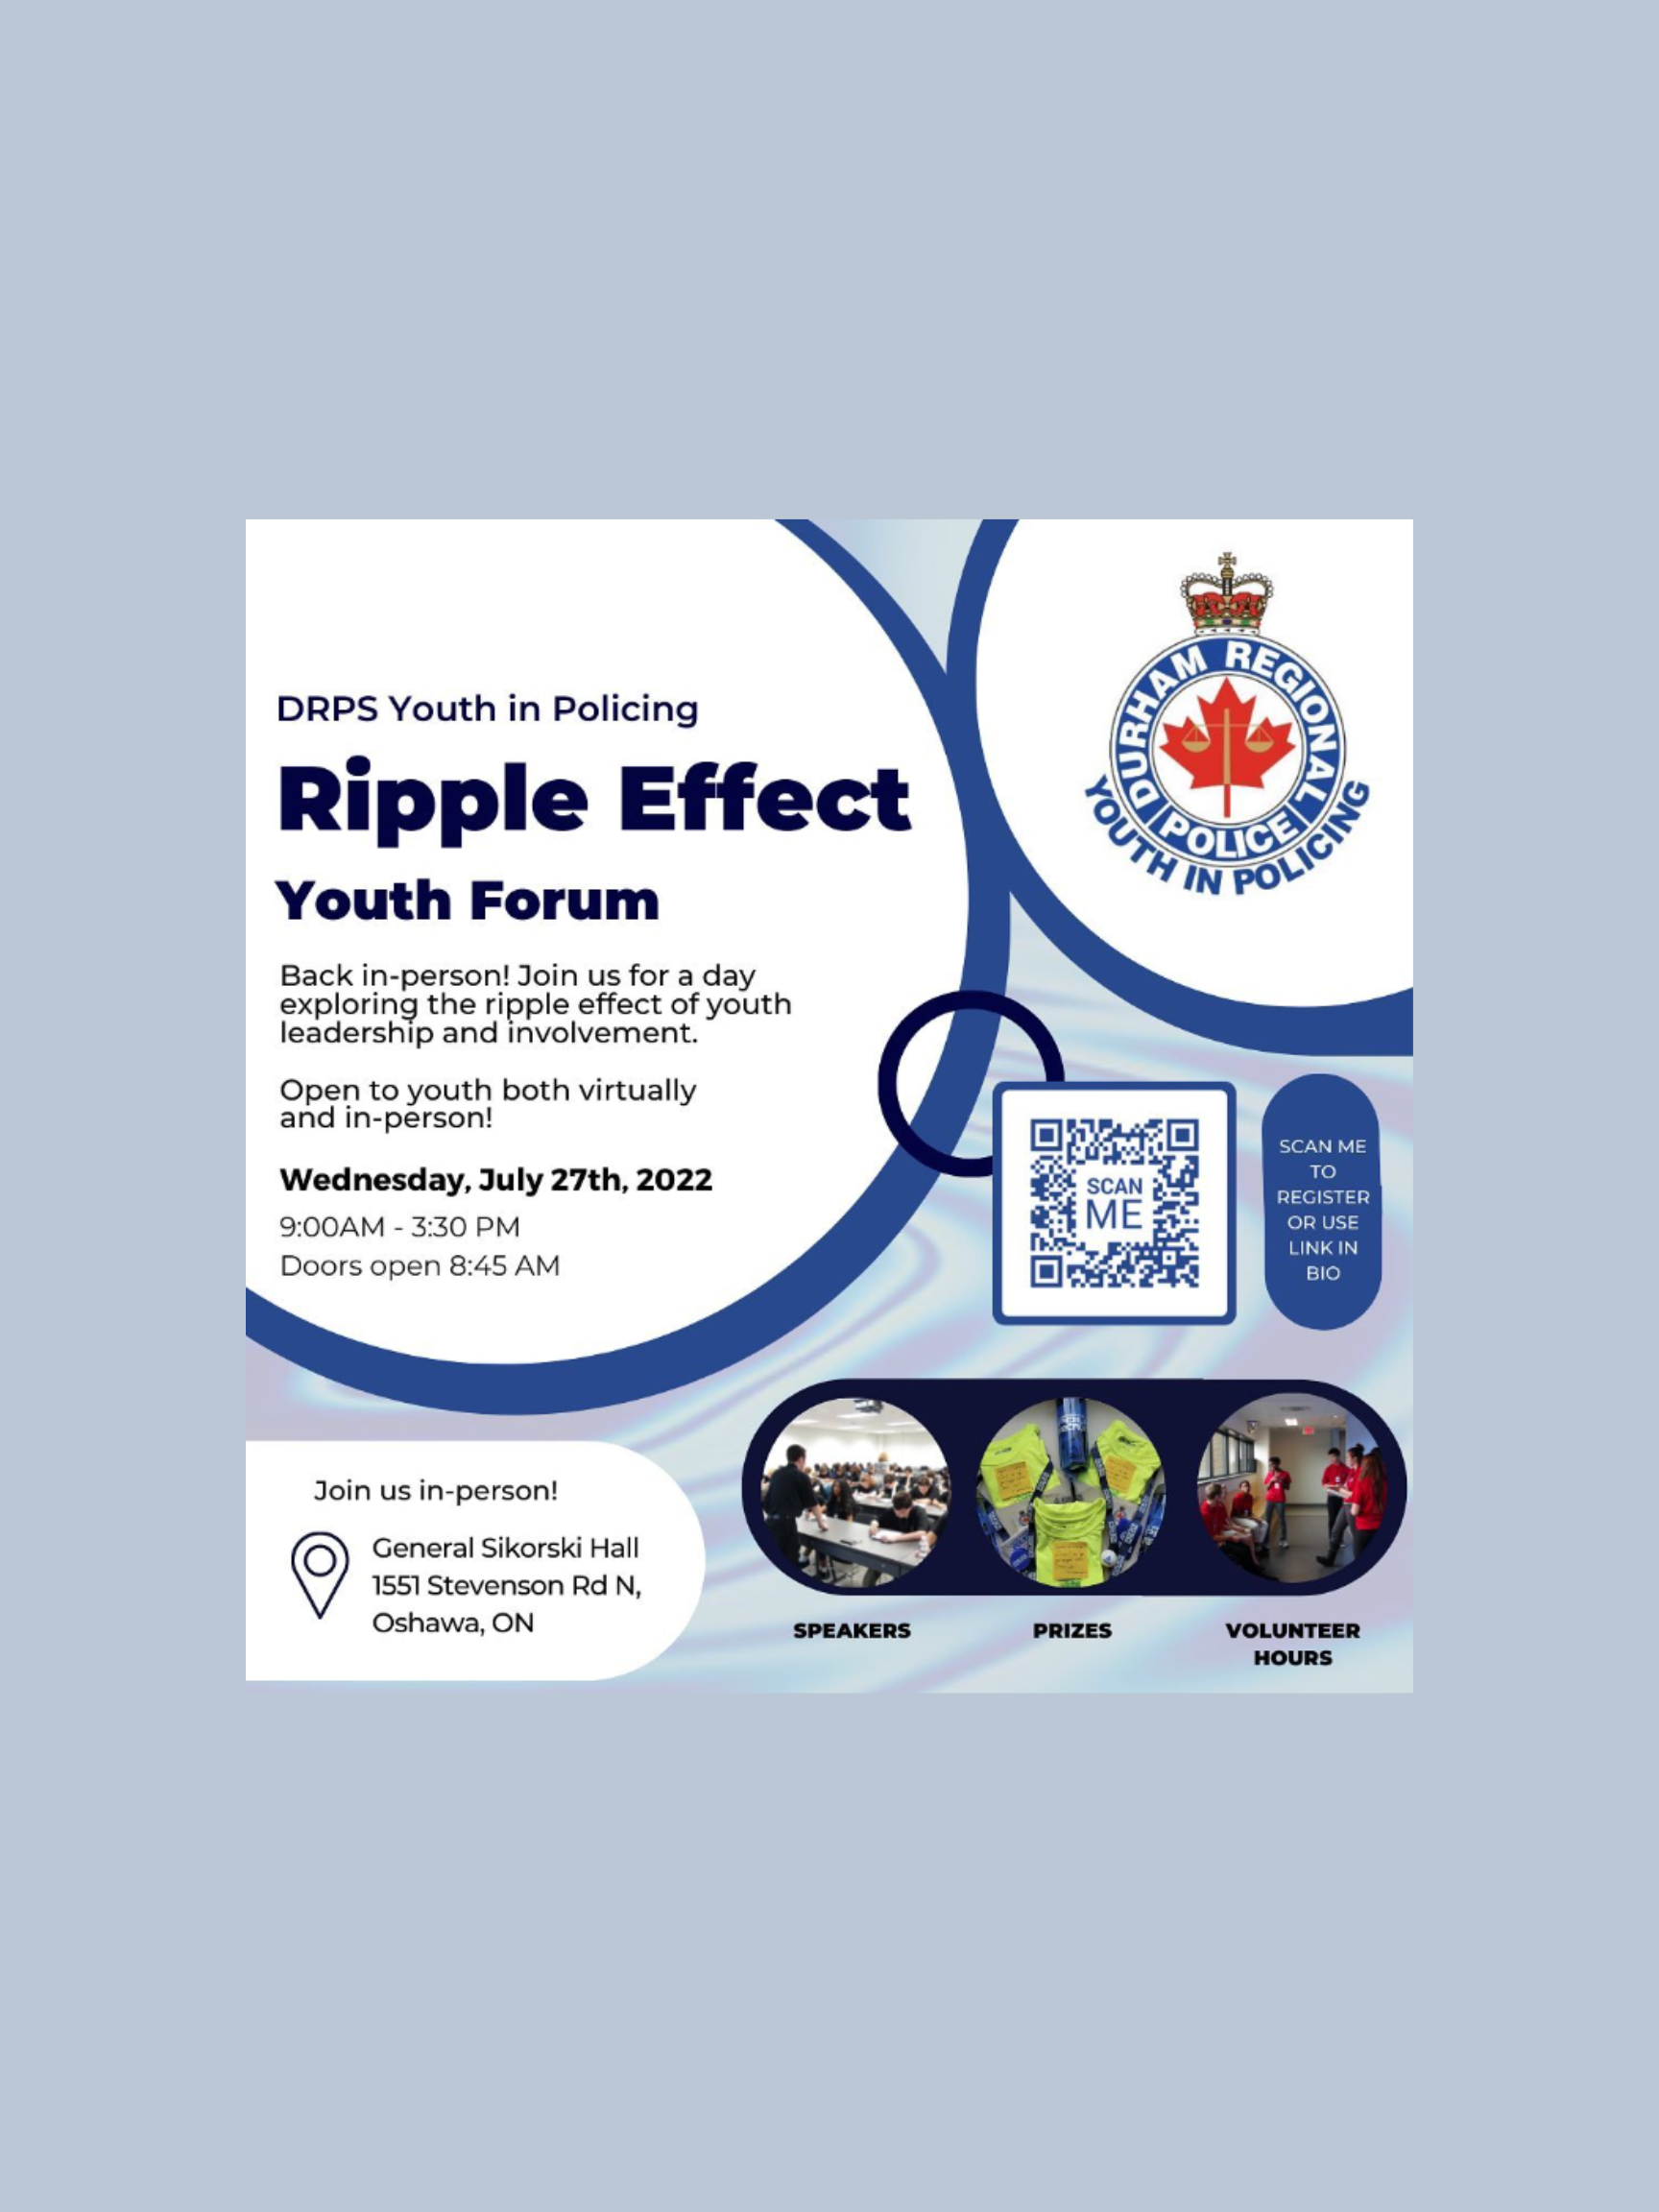 DURHAM REGIONAL
POLICE
YOUTH IN POLICING
DRPS Youth in Policing
Ripple Effect
Youth Forum
Back in-person! Join us for a day
exploring the ripple effect of youth
leadership and involvement.
Open to youth both virtually
and in-person!
Wednesday, July 27th, 2022
9:00AM - 3:30 PM
Doors open 8:45 AM
SCAN
ME
SCAN ME
TO
REGISTER
OR USE
LINK IN
BIO
Join us in-person!
General Sikorski Hall
1551 Stevenson Rd N,
Oshawa, ON
SPEAKERS
PRIZES
VOLUNTEER
HOURS